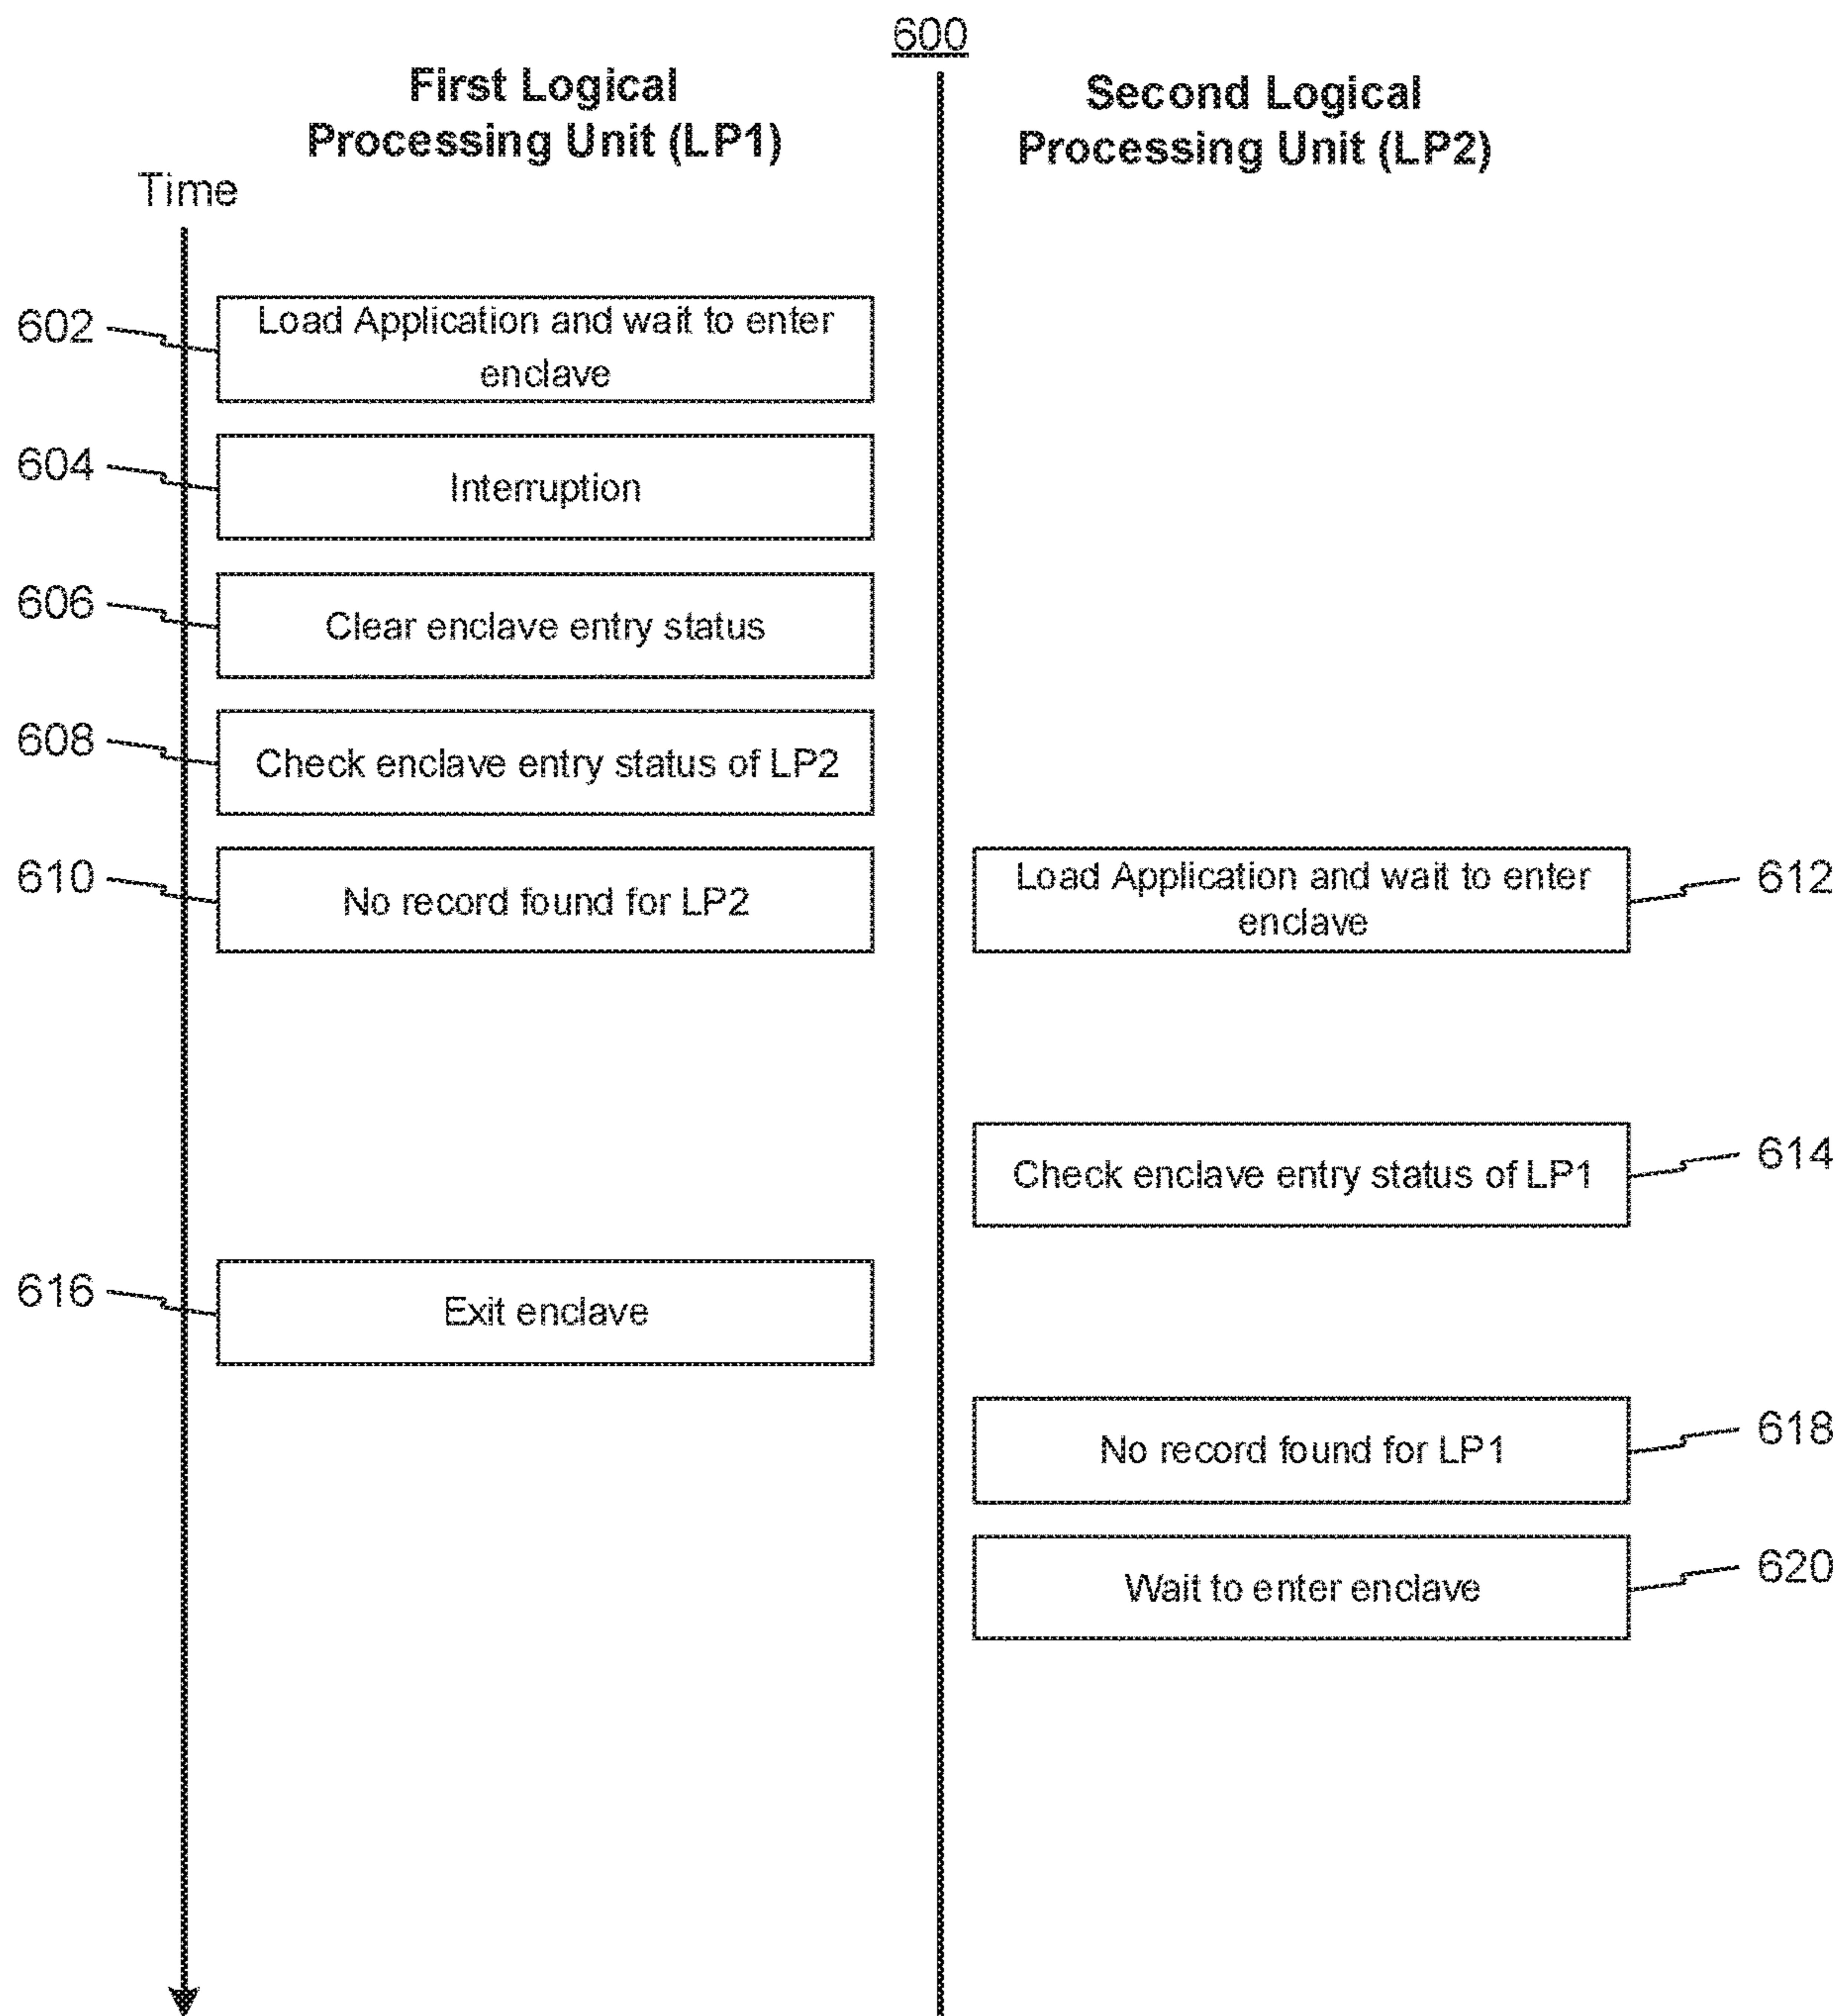 600
First Logical
Processing Unit (LP1)
Second Logical
Processing Unit (LP2)
Time
602
Load Application and wait to enter
enclave
604
Interruption
606
Clear enclave entry status
608
Check enclave entry status of LP2
610
No record found for LP2
Load Application and wait to enter
enclave
612
Check enclave entry status of LP1
614
616
Exit enclave
No record found for LP1
618
Wait to enter enclave
620